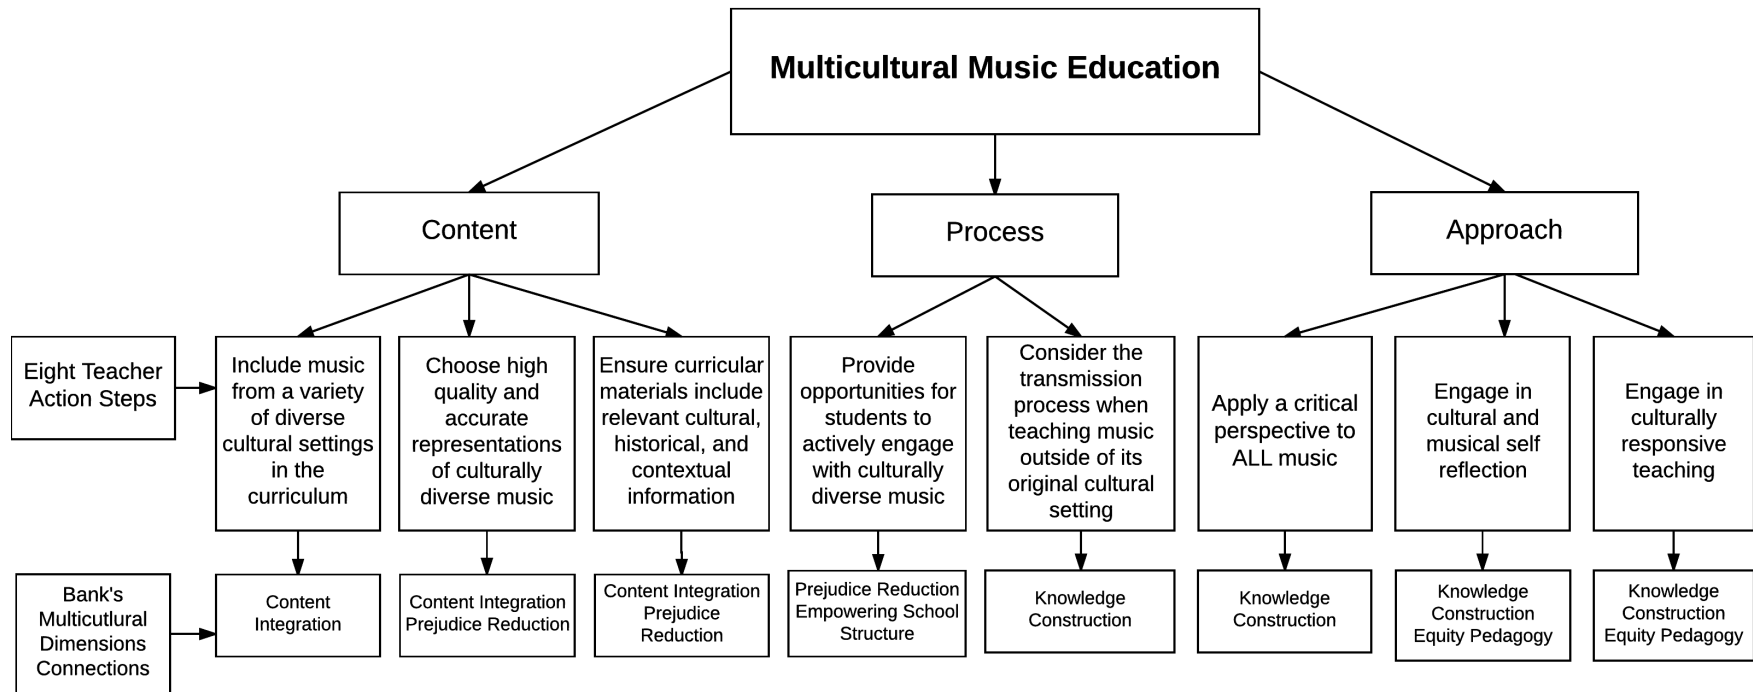 Multicultural Music Education
Content
Process
Approach
Eight Teacher
Action Steps
Include music
from a variety
of diverse
cultural settings
in the
curriculum
Choose high
quality and
accurate
representations
of culturally
diverse music
Ensure curricular
materials include
relevant cultural,
historical, and
contextual
information
Provide
opportunities for
students to
actively engage
with culturally
diverse music
Consider the
transmission
process when
teaching music
outside of its
original cultural
setting
Apply a critical
perspective to
ALL music
Engage in
cultural and
musical self
reflection
Engage in
culturally
responsive
teaching
Bank's
Multicutlural
Dimensions
Connections
Content
Integration
Content Integration
Prejudice Reduction
Content Integration
Prejudice
Reduction
Prejudice Reduction
Empowering School
Structure
Knowledge
Construction
Knowledge
Construction
Knowledge
Construction
Equity Pedagogy
Knowledge
Construction
Equity Pedagogy